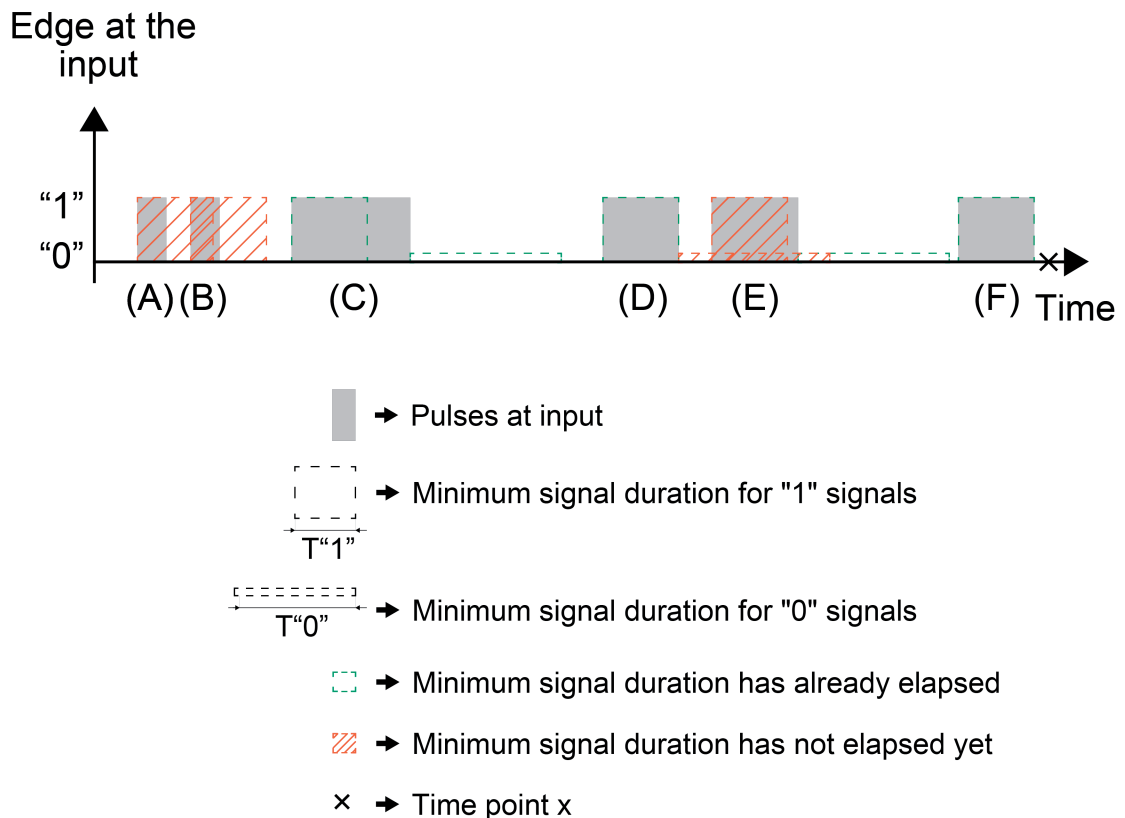 Edge at the
input
“1”
“0”
(A) (B) (C) (D) (E) (F) Time
Pulses at input
Minimum signal duration for "1" signals
T“1”
Minimum signal duration for "0" signals
T“0”
Minimum signal duration has already elapsed
Minimum signal duration has not elapsed yet
Time point x